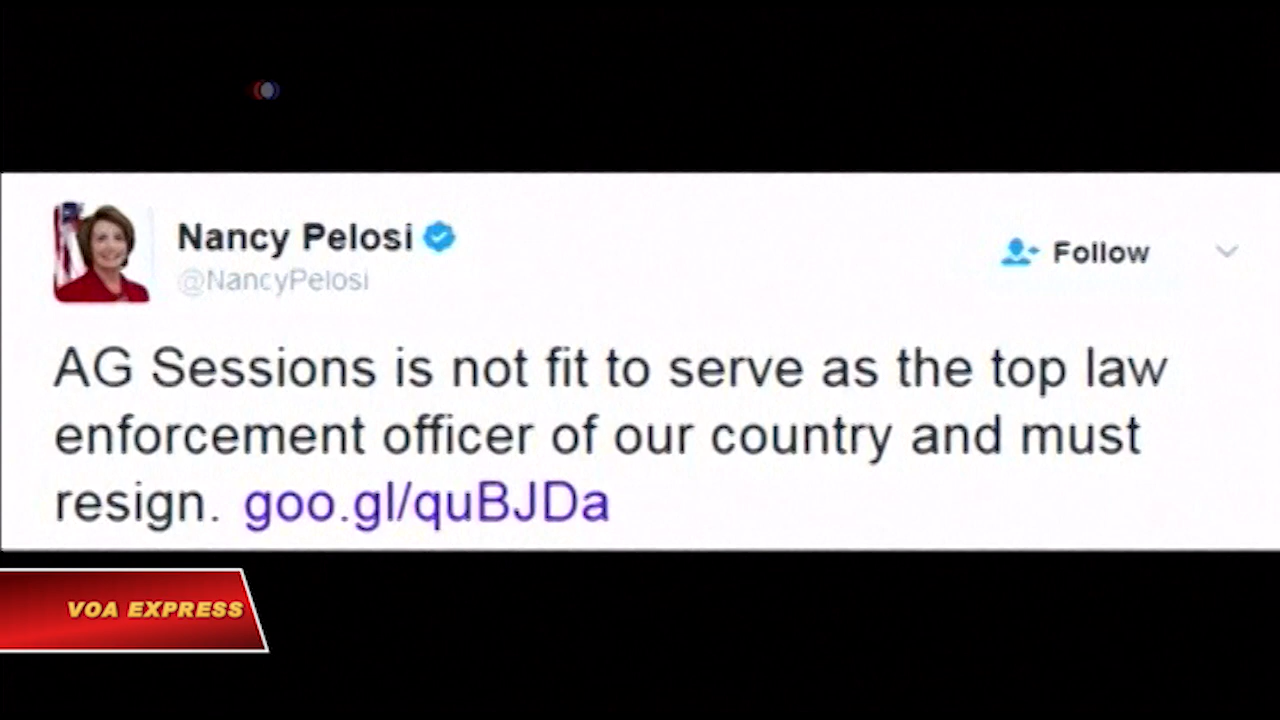 Nancy Pelosi
@NancyPelosi
Follow
AG Sessions is not fit to serve as the top law
enforcement officer of our country and must
resign. goo.gl/quBJDa
VOA EXPRESS